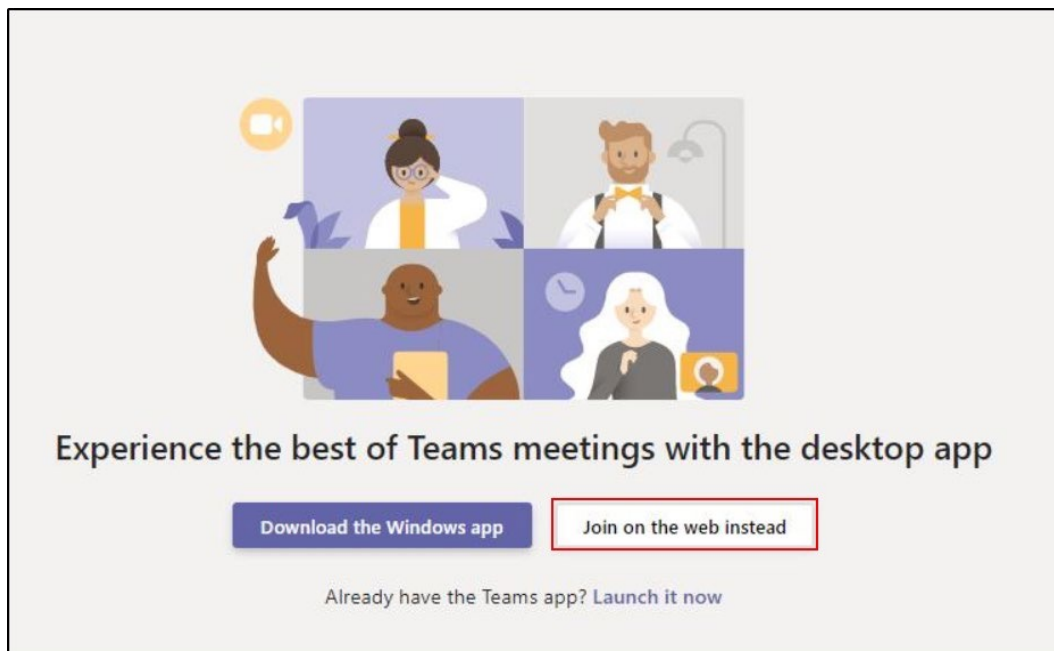 Experience the best of Teams meetings with the desktop app
Download the Windows app
Join on the web instead
Already have the Teams app? Launch it now